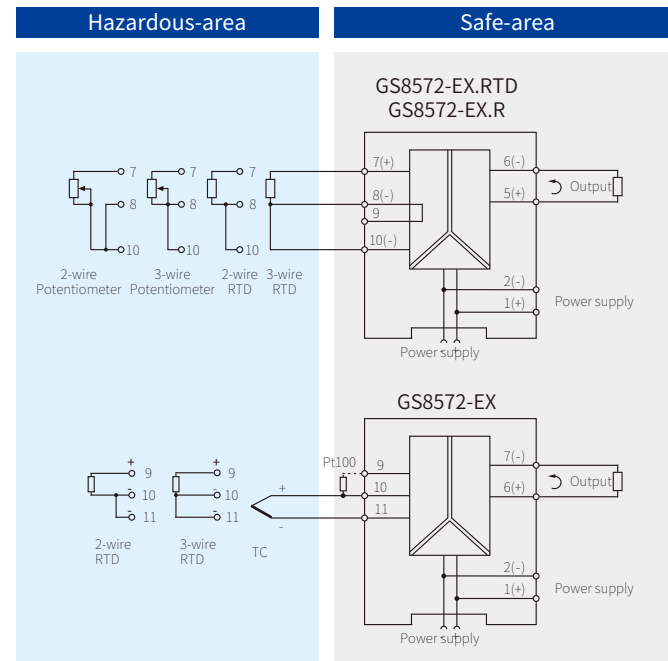 Hazardous-area
Safe-area
GS8572-EX.RTD
GS8572-EX.R
7 7 7 7(+) 6(-)
8 8 8 8(-) 5(+) Output
9
10 10 10 10(-)
2-wire Potentiometer
3-wire Potentiometer
2-wire RTD
3-wire RTD
2(-)
1(+)
Power supply
- +
Power supply
GS8572-EX
Pt100
+ 9 + 9 9 7(-)
- 10 - 10 + 10 6(+) Output
- 11 - 11 - 11
2-wire RTD
3-wire RTD
TC
2(-)
1(+)
Power supply
- +
Power supply